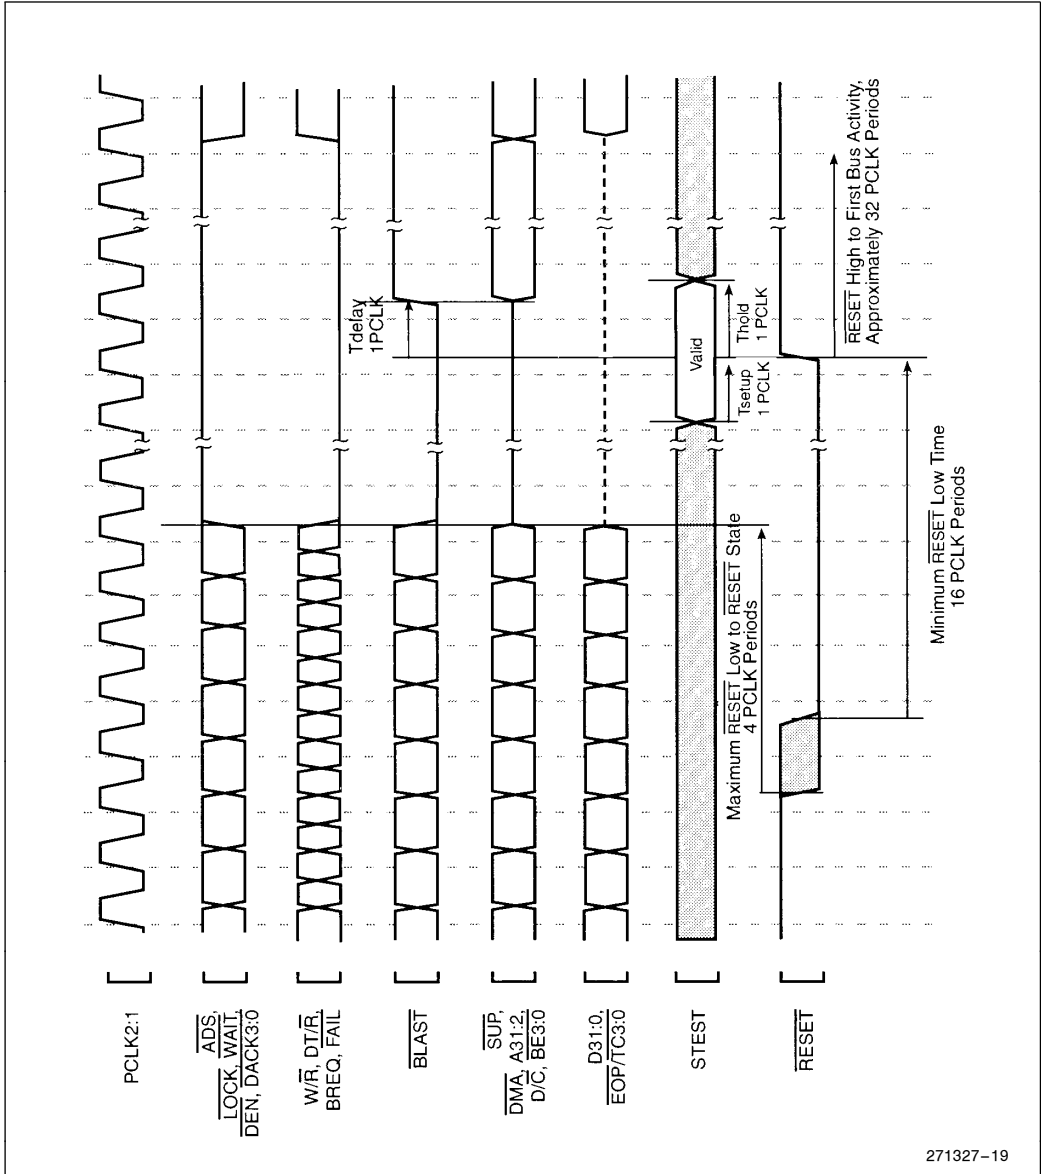 PCLK2:1
ADS,
LOCK, WAIT,
DEN, DACK3:0
W/R, DT/R,
BREQ, FAIL
BLAST
SUP,
DMA, A31:2,
D/C, BE3:0
D31:0,
EOP/TC3:0
STEST
RESET
Tdelay
1PCLK
Valid
Tsetup
1 PCLK
Thold
1 PCLK
Maximum RESET Low to RESET State
4 PCLK Periods
Minimum RESET Low Time
16 PCLK Periods
RESET High to First Bus Activity,
Approximately 32 PCLK Periods
271327–19